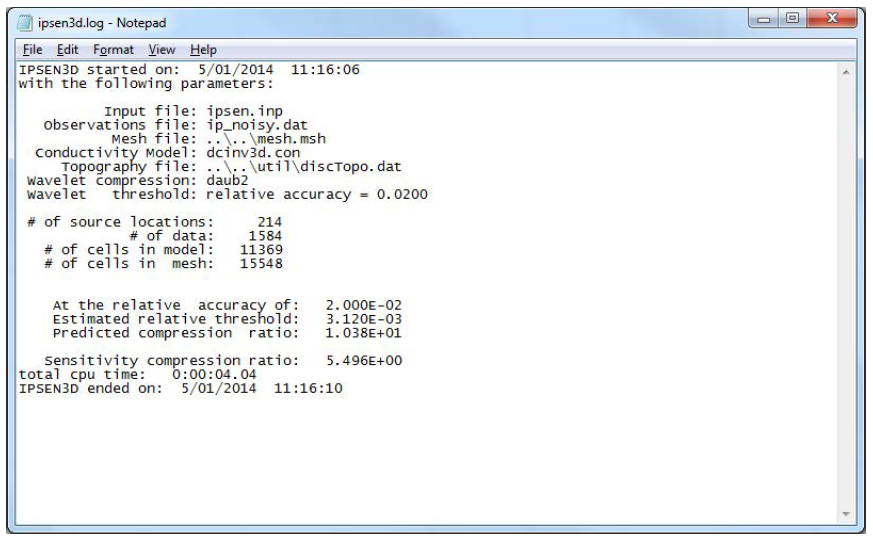 ipsen3d.log - Notepad
File Edit Format View Help
IPSEN3D started on: 5/01/2014 11:16:06
with the following parameters:
Input file: ipsen.inp
Observations file: ip_noisy.dat
Mesh file: ..\..\mesh.msh
Conductivity Model: dcinv3d.con
Topography file: ..\..\util\discTopo.dat
Wavelet compression: daub2
Wavelet threshold: relative accuracy = 0.0200
# of source locations: 214
# of data: 1584
# of cells in model: 11369
# of cells in mesh: 15548
At the relative accuracy of: 2.000E-02
Estimated relative threshold: 3.120E-03
Predicted compression ratio: 1.038E+01
Sensitivity compression ratio: 5.496E+00
total cpu time: 0:00:04.04
IPSEN3D ended on: 5/01/2014 11:16:10